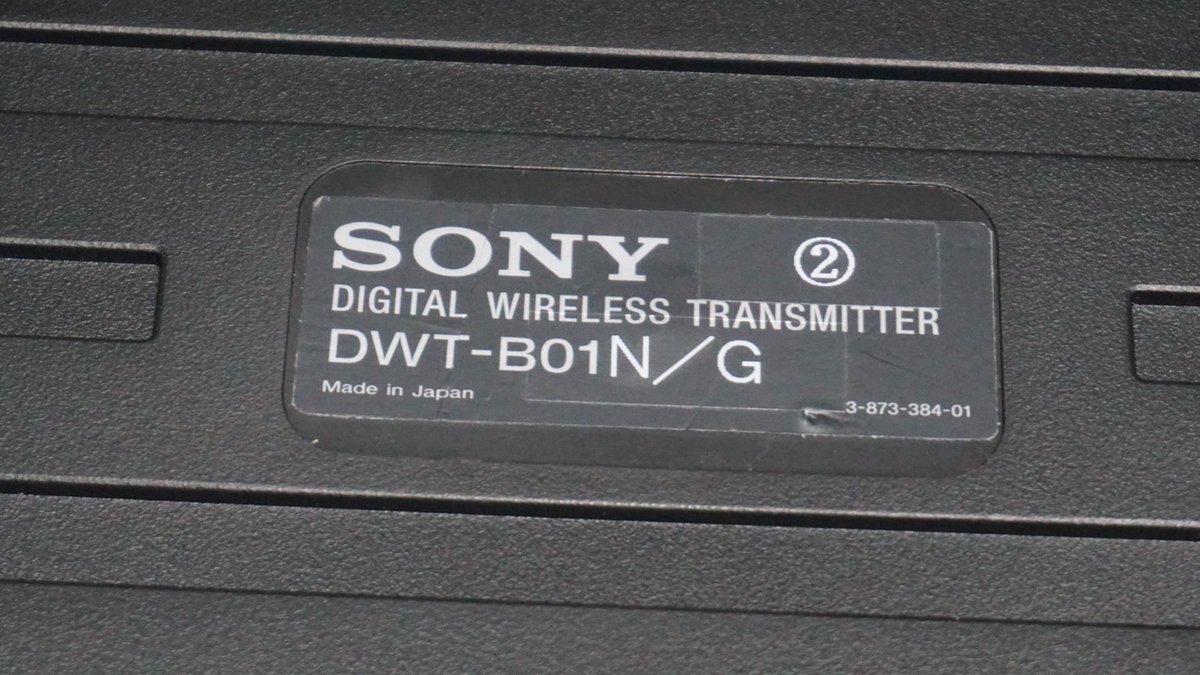 SONY ②
DIGITAL WIRELESS TRANSMITTER
DWT-B01N/G
Made in Japan
3-873-384-01